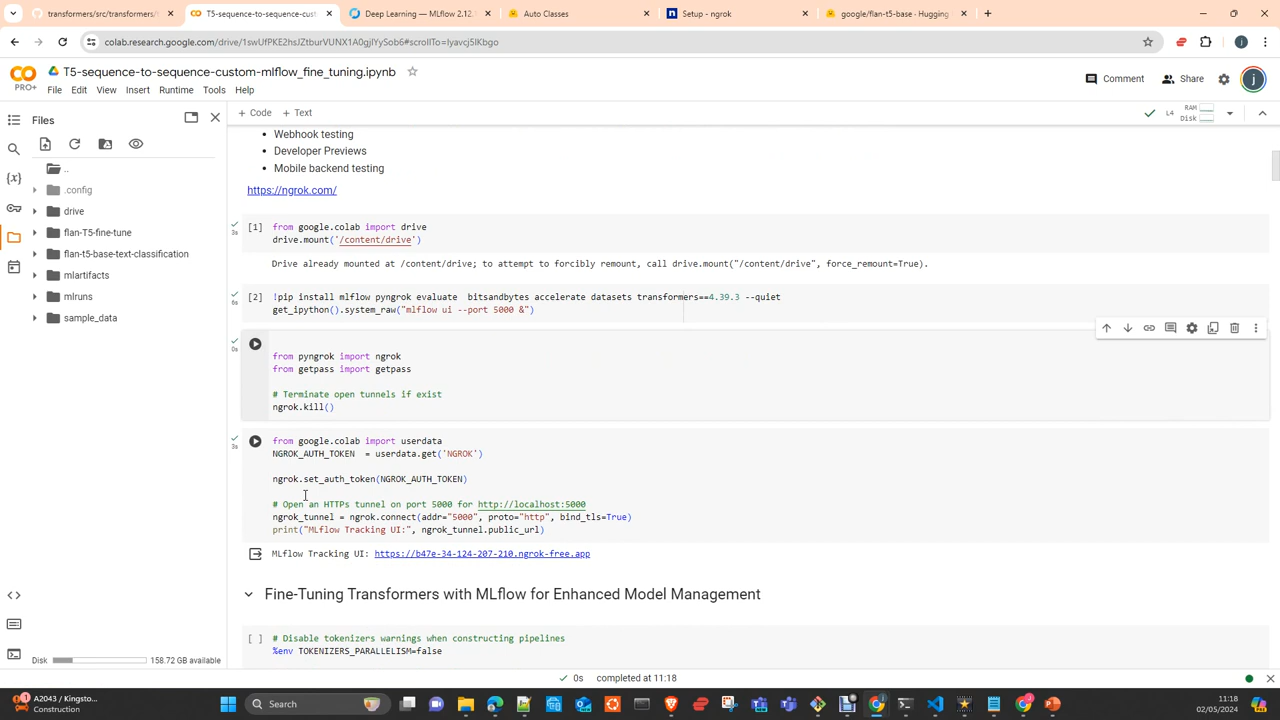 transformers/src/transformers/t
T5-sequence-to-sequence-cust
Deep Learning — MLflow 2.12.
Auto Classes
Setup · ngrok
google/flan-t5-base · Hugging
colab.research.google.com/drive/1swUfPKE2hsJZtburVUNX1A0gjlYySob6#scrollTo=Iyavcj5lKbgo
PRO+
T5-sequence-to-sequence-custom-mlflow_fine_tuning.ipynb
File Edit View Insert Runtime Tools Help
Comment
Share
j
Files
+ Code + Text
L4
RAM
Disk
..
.config
drive
flan-T5-fine-tune
flan-t5-base-text-classification
mlartifacts
mlruns
sample_data
Disk
158.72 GB available
• Webhook testing
• Developer Previews
• Mobile backend testing
https://ngrok.com/
3s
[1] from google.colab import drive
drive.mount('/content/drive')
Drive already mounted at /content/drive; to attempt to forcibly remount, call drive.mount("/content/drive", force_remount=True).
6s
[2] !pip install mlflow pyngrok evaluate  bitsandbytes accelerate datasets transformers==4.39.3 --quiet
get_ipython().system_raw("mlflow ui --port 5000 &")
0s
from pyngrok import ngrok
from getpass import getpass
# Terminate open tunnels if exist
ngrok.kill()
3s
from google.colab import userdata
NGROK_AUTH_TOKEN  = userdata.get('NGROK')
ngrok.set_auth_token(NGROK_AUTH_TOKEN)
# Open an HTTPs tunnel on port 5000 for http://localhost:5000
ngrok_tunnel = ngrok.connect(addr="5000", proto="http", bind_tls=True)
print("MLflow Tracking UI:", ngrok_tunnel.public_url)
MLflow Tracking UI: https://b47e-34-124-207-210.ngrok-free.app
Fine-Tuning Transformers with MLflow for Enhanced Model Management
[ ] # Disable tokenizers warnings when constructing pipelines
%env TOKENIZERS_PARALLELISM=false
0s completed at 11:18
A2043 / Kingsto...
Construction
Search
11:18
02/05/2024